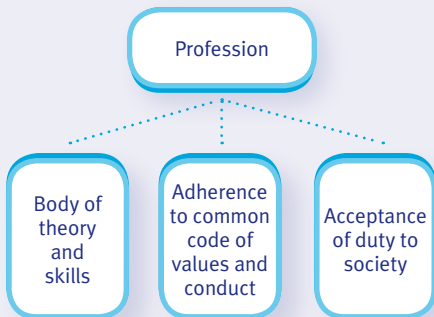 Profession
Body of
theory
and
skills
Adherence
to common
code of
values and
conduct
Acceptance
of duty to
society